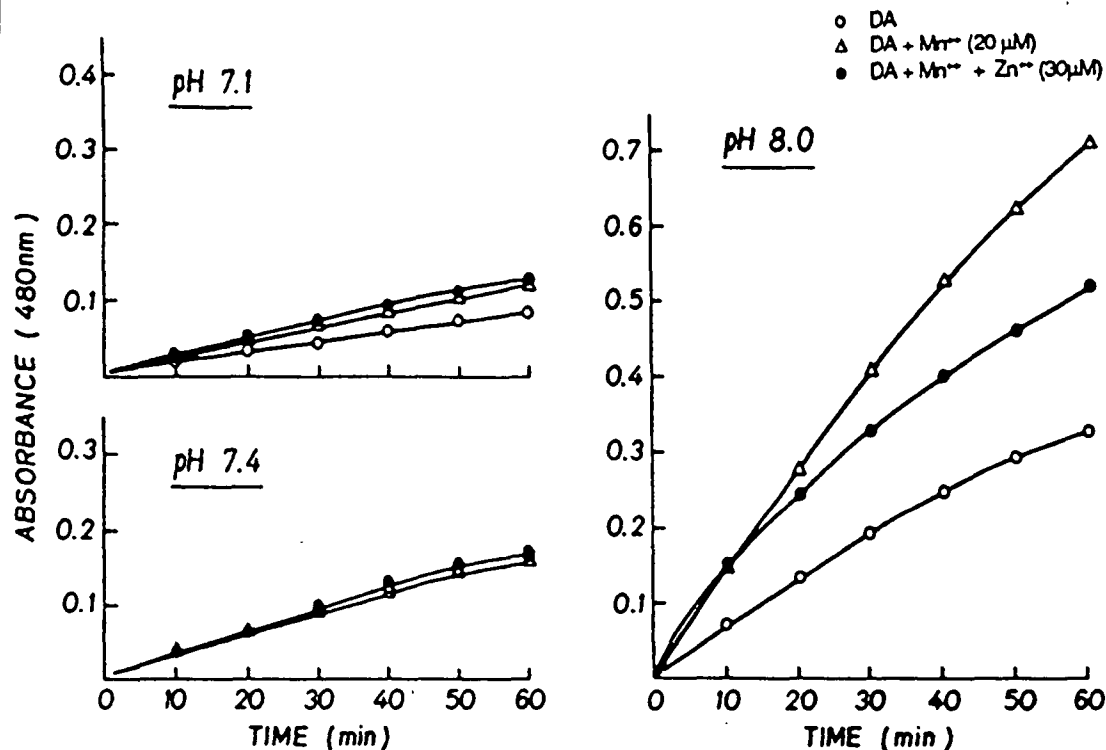 ○ DA
△ DA + Mn⁺⁺ (20 μM)
● DA + Mn⁺⁺ + Zn⁺⁺ (30μM)
pH 7.1
0.4
0.3
0.2
0.1
pH 7.4
0.3
0.2
0.1
0 10 20 30 40 50 60
TIME (min)
ABSORBANCE (480nm)
pH 8.0
0.7
0.6
0.5
0.4
0.3
0.2
0.1
0 10 20 30 40 50 60
TIME (min)